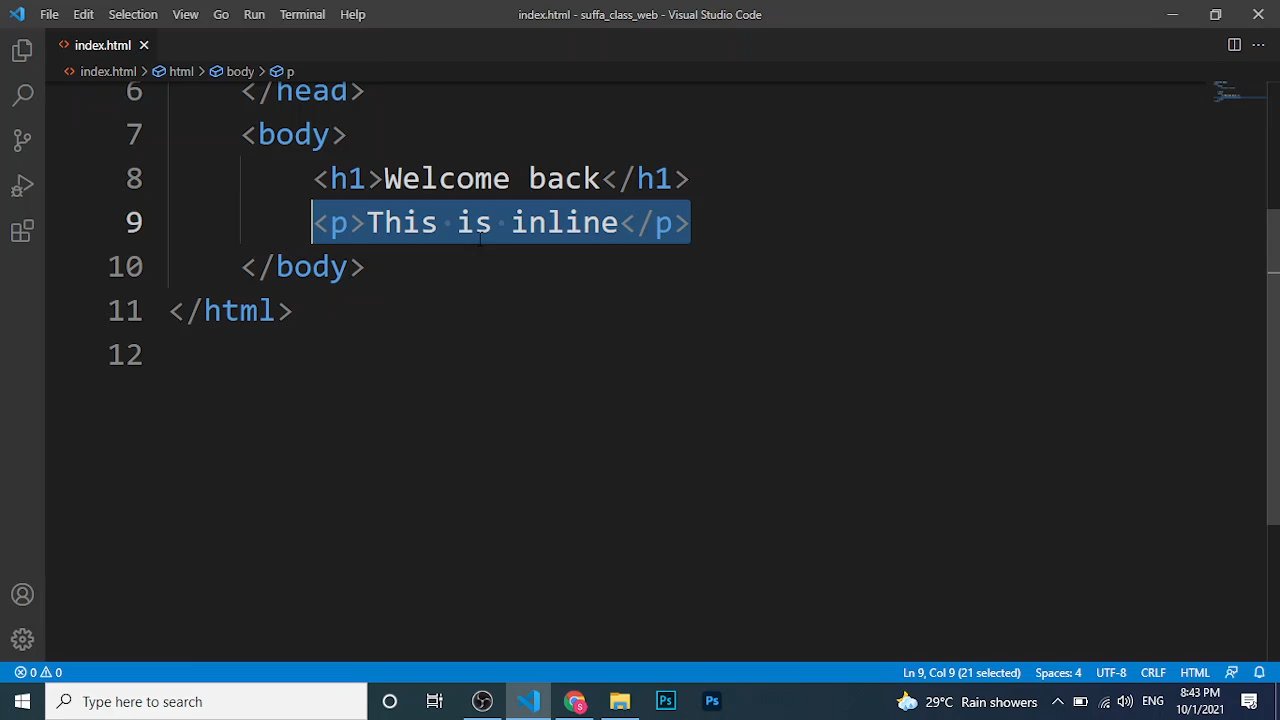 File Edit Selection View Go Run Terminal Help index.html - suffa_class_web - Visual Studio Code
index.html
index.html > html > body > p
6 </head>
7 <body>
8 <h1>Welcome back</h1>
9 <p>This is inline</p>
10 </body>
11 </html>
12
0 0 Ln 9, Col 9 (21 selected) Spaces: 4 UTF-8 CRLF HTML
Type here to search
S
Ps
Ps
29°C Rain showers
ENG
8:43 PM
10/1/2021